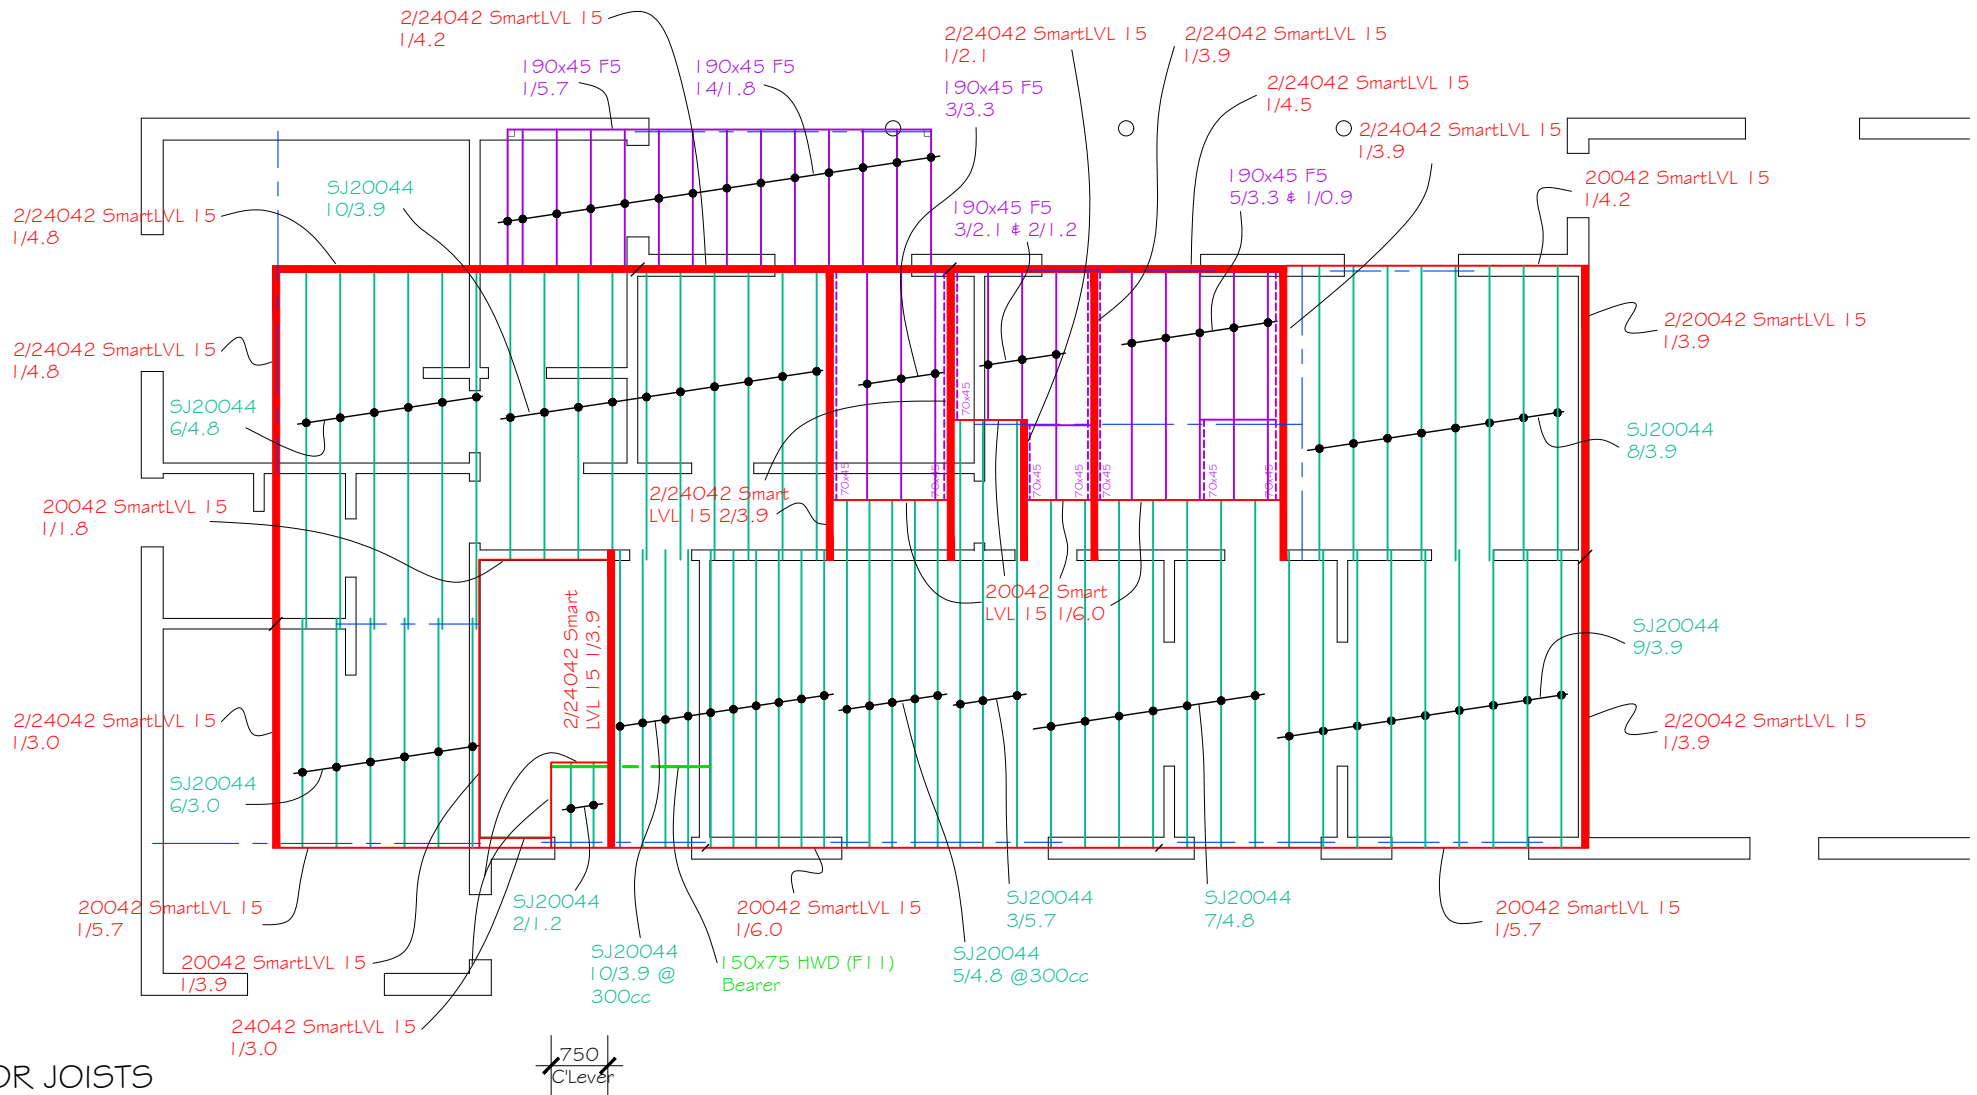 2/24042 SmartLVL 15
1/4.2
190x45 F5
1/5.7
190x45 F5
14/1.8
2/24042 SmartLVL 15
1/2.1
2/24042 SmartLVL 15
1/3.9
190x45 F5
3/3.3
2/24042 SmartLVL 15
1/4.5
2/24042 SmartLVL 15
1/3.9
190x45 F5
5/3.3 & 1/0.9
20042 SmartLVL 15
1/4.2
SJ20044
10/3.9
2/24042 SmartLVL 15
1/4.8
190x45 F5
3/2.1 & 2/1.2
2/20042 SmartLVL 15
1/3.9
2/24042 SmartLVL 15
1/4.8
SJ20044
6/4.8
70x45
SJ20044
8/3.9
70x45
70x45
70x45
70x45
70x45
70x45
70x45
2/24042 Smart
LVL 15 2/3.9
20042 SmartLVL 15
1/1.8
20042 Smart
LVL 15 1/6.0
2/24042 Smart
LVL 15 1/3.9
SJ20044
9/3.9
2/24042 SmartLVL 15
1/3.0
2/20042 SmartLVL 15
1/3.9
SJ20044
6/3.0
20042 SmartLVL 15
1/5.7
SJ20044
2/1.2
20042 SmartLVL 15
1/6.0
SJ20044
3/5.7
SJ20044
7/4.8
20042 SmartLVL 15
1/5.7
20042 SmartLVL 15
1/3.9
SJ20044
10/3.9 @
300cc
150x75 HWD (F11)
Bearer
SJ20044
5/4.8 @300cc
24042 SmartLVL 15
1/3.0
750
C'Lever
OR JOISTS